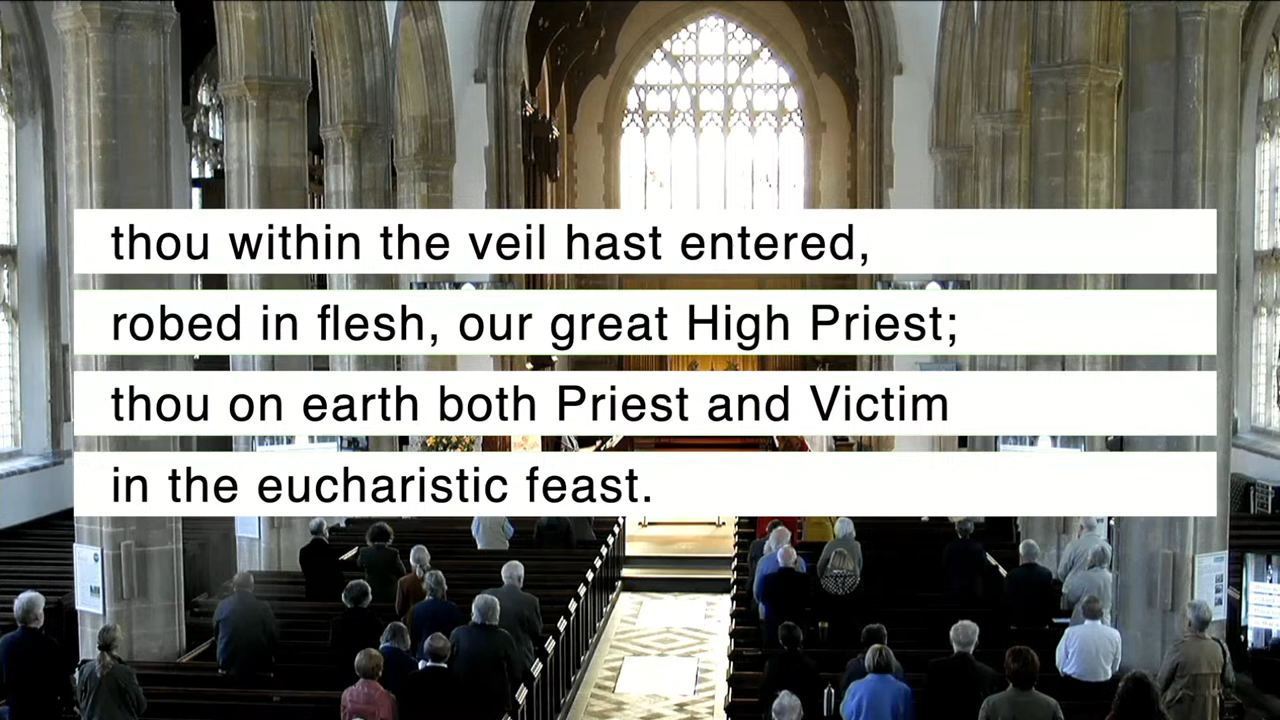 thou within the veil hast entered,
robed in flesh, our great High Priest;
thou on earth both Priest and Victim
in the eucharistic feast.